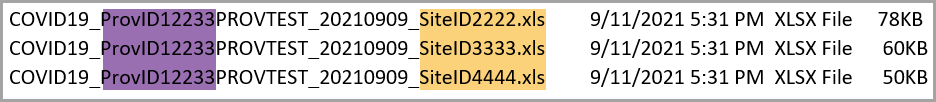 COVID19_ProvID12233PROVTEST_20210909_SiteID2222.xls 9/11/2021 5:31 PM XLSX File 78KB
COVID19_ProvID12233PROVTEST_20210909_SiteID3333.xls 9/11/2021 5:31 PM XLSX File 60KB
COVID19_ProvID12233PROVTEST_20210909_SiteID4444.xls 9/11/2021 5:31 PM XLSX File 50KB